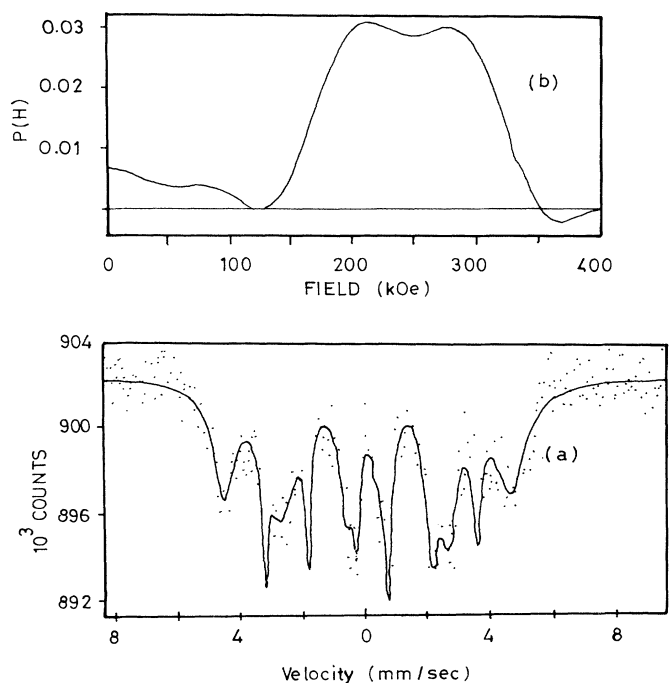 0.03
0.02
0.01
P(H)
(b)
0 100 200 300 400
FIELD (kOe)
904
900
896
892
10³ COUNTS
(a)
8 4 0 4 8
Velocity (mm/sec)